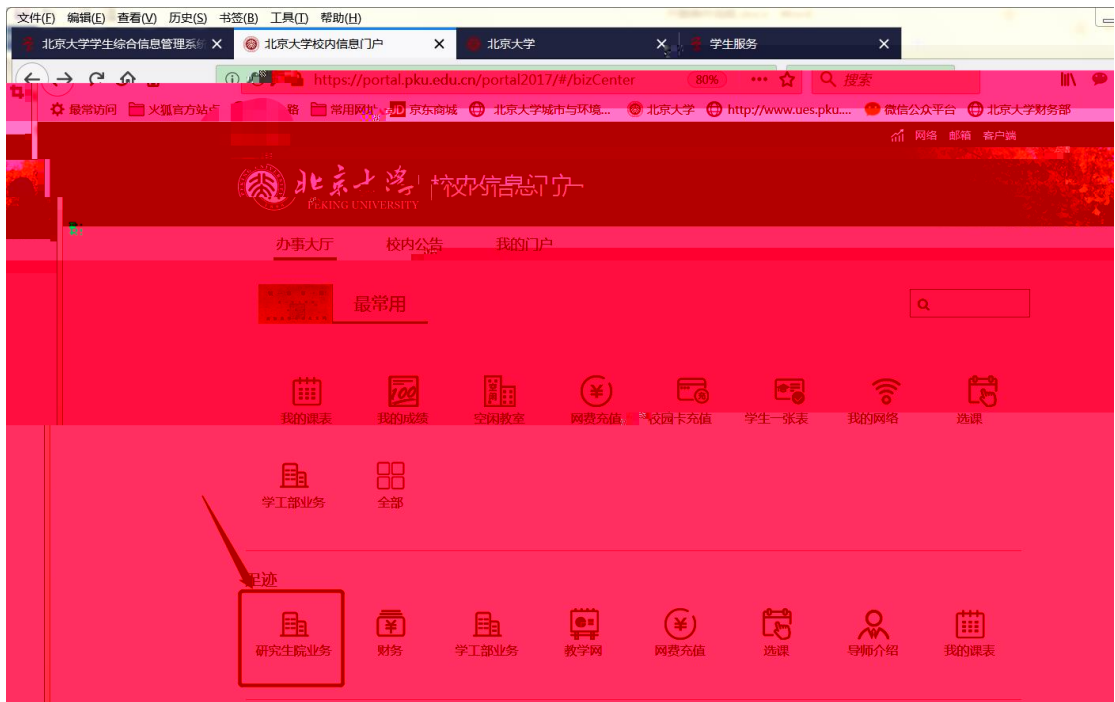 文件(F) 编辑(E) 查看(V) 历史(S) 书签(B) 工具(T) 帮助(H)
北京大学学生综合信息管理系统 北京大学校内信息门户 北京大学 学生服务
https://portal.pku.edu.cn/portal2017/#/bizCenter 80% 搜索
最常访问 火狐官方站点 常用网址 JD 京东商城 北京大学城市与环境... 北京大学 http://www.ues.pku.... 微信公众平台 北京大学财务部
网络 邮箱 客户端
北京大学 校内信息门户
PEKING UNIVERSITY
办事大厅 校内公告 我的门户
最常用
我的课表 我的成绩 空闲教室 网费充值 校园卡充值 学生一张表 我的网络 选课
学工部业务 全部
足迹
研究生院业务 财务 学工部业务 教学网 网费充值 选课 导师介绍 我的课表